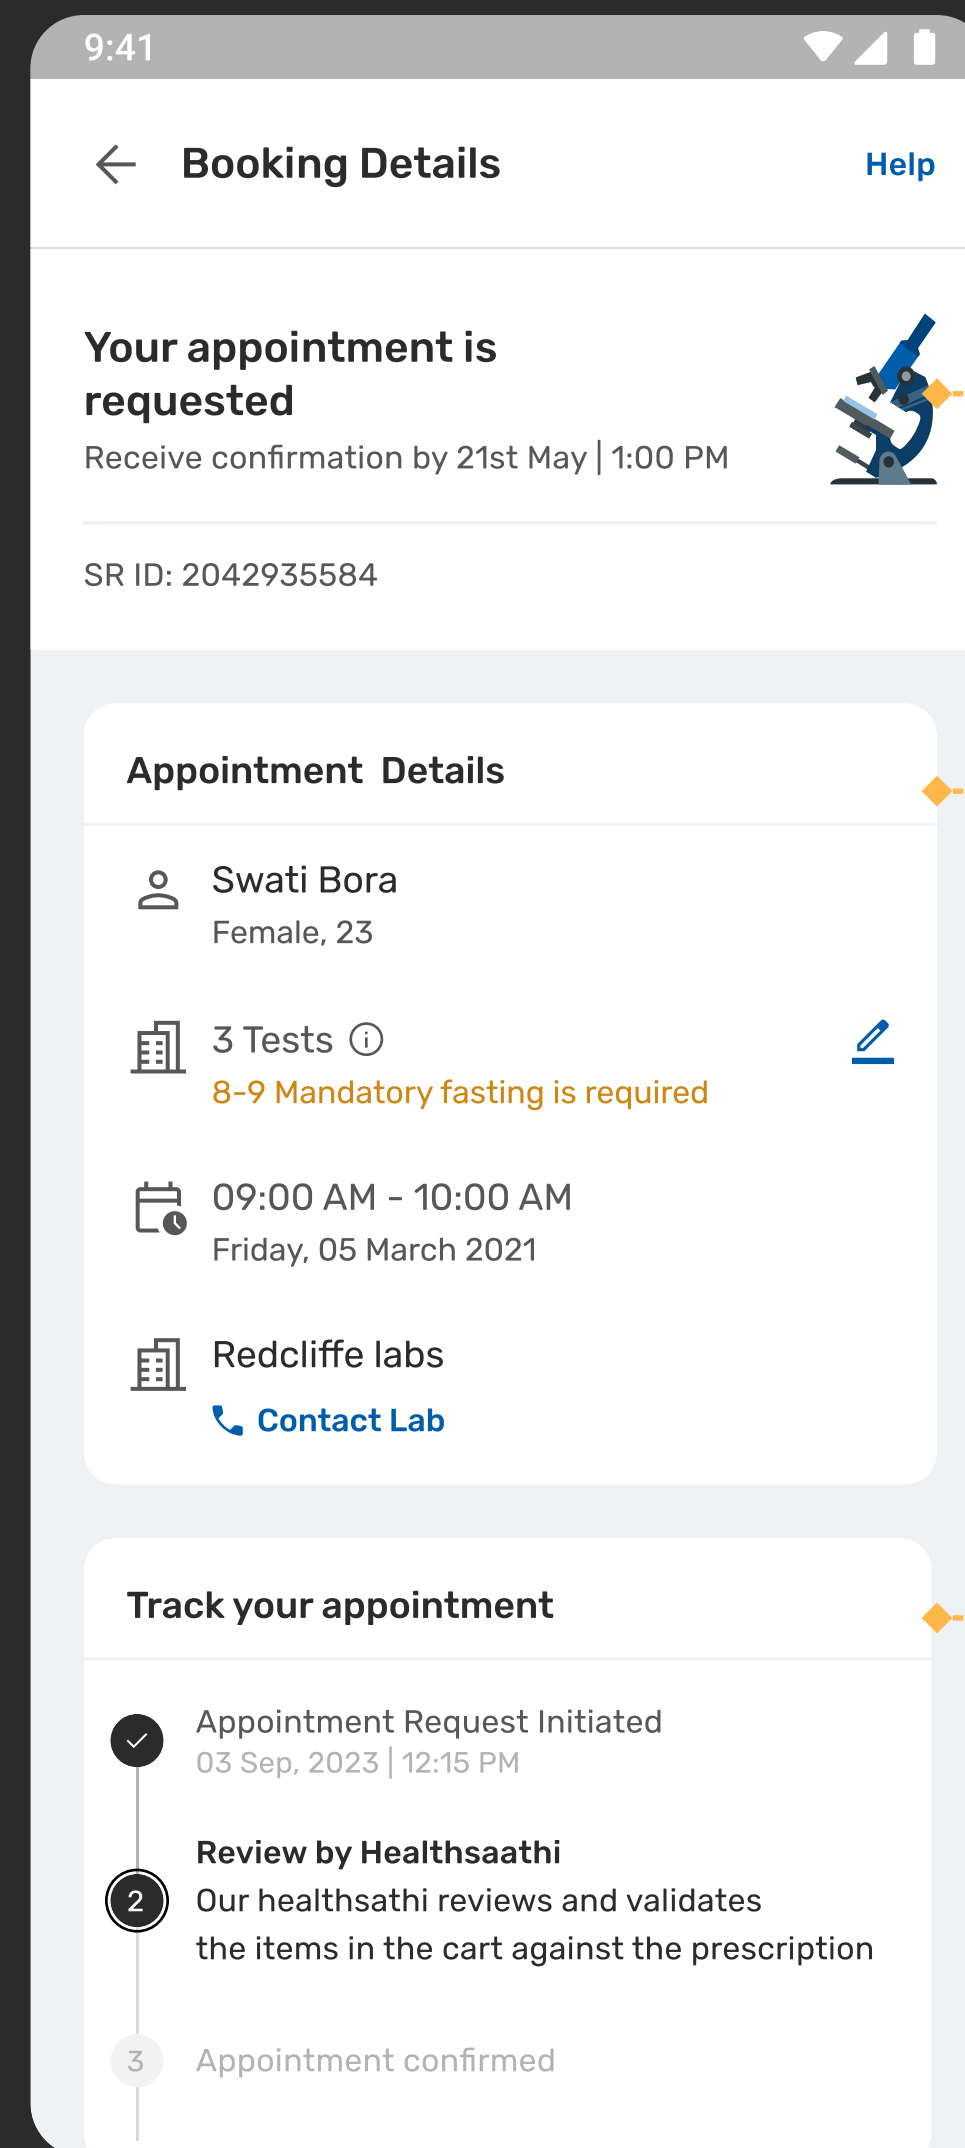 9:41
Booking Details
Help
Your appointment is
requested
Receive confirmation by 21st May | 1:00 PM
SR ID: 2042935584
Appointment  Details
Swati Bora
Female, 23
3 Tests
8-9 Mandatory fasting is required
09:00 AM - 10:00 AM
Friday, 05 March 2021
Redcliffe labs
Contact Lab
Track your appointment
Appointment Request Initiated
03 Sep, 2023 | 12:15 PM
Review by Healthsaathi
2
Our healthsathi reviews and validates
the items in the cart against the prescription
3
Appointment confirmed